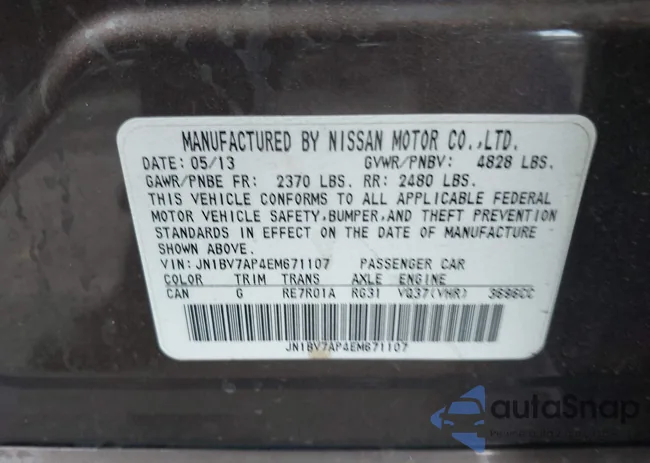 MANUFACTURED BY NISSAN MOTOR CO.,LTD.
DATE: 05/13 GVWR/PNBV: 4828 LBS.
GAWR/PNBE FR: 2370 LBS. RR: 2480 LBS.
THIS VEHICLE CONFORMS TO ALL APPLICABLE FEDERAL
MOTOR VEHICLE SAFETY,BUMPER,AND THEFT PREVENTION
STANDARDS IN EFFECT ON THE DATE OF MANUFACTURE
SHOWN ABOVE.
VIN: JN1BV7AP4EM671107 PASSENGER CAR
COLOR TRIM TRANS AXLE ENGINE
CAN G RE7R01A RG31 VQ37(VHR) 3696CC
JN1BV7AP4EM671107
autoSnap